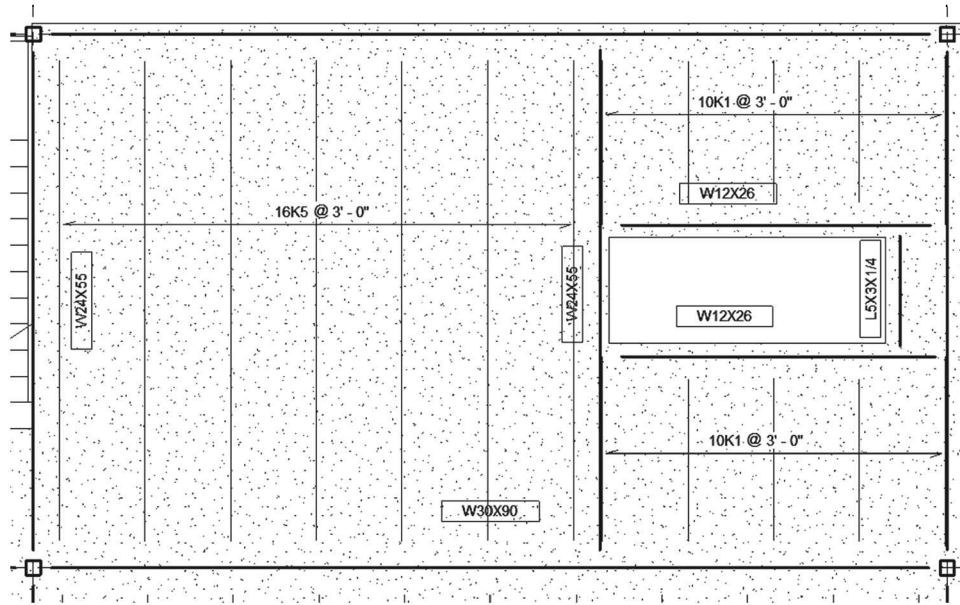 10K1 @ 3' - 0"
W12X26
16K5 @ 3' - 0"
W24X55
W24X55
L5X3X1/4
W12X26
10K1 @ 3' - 0"
W30X90